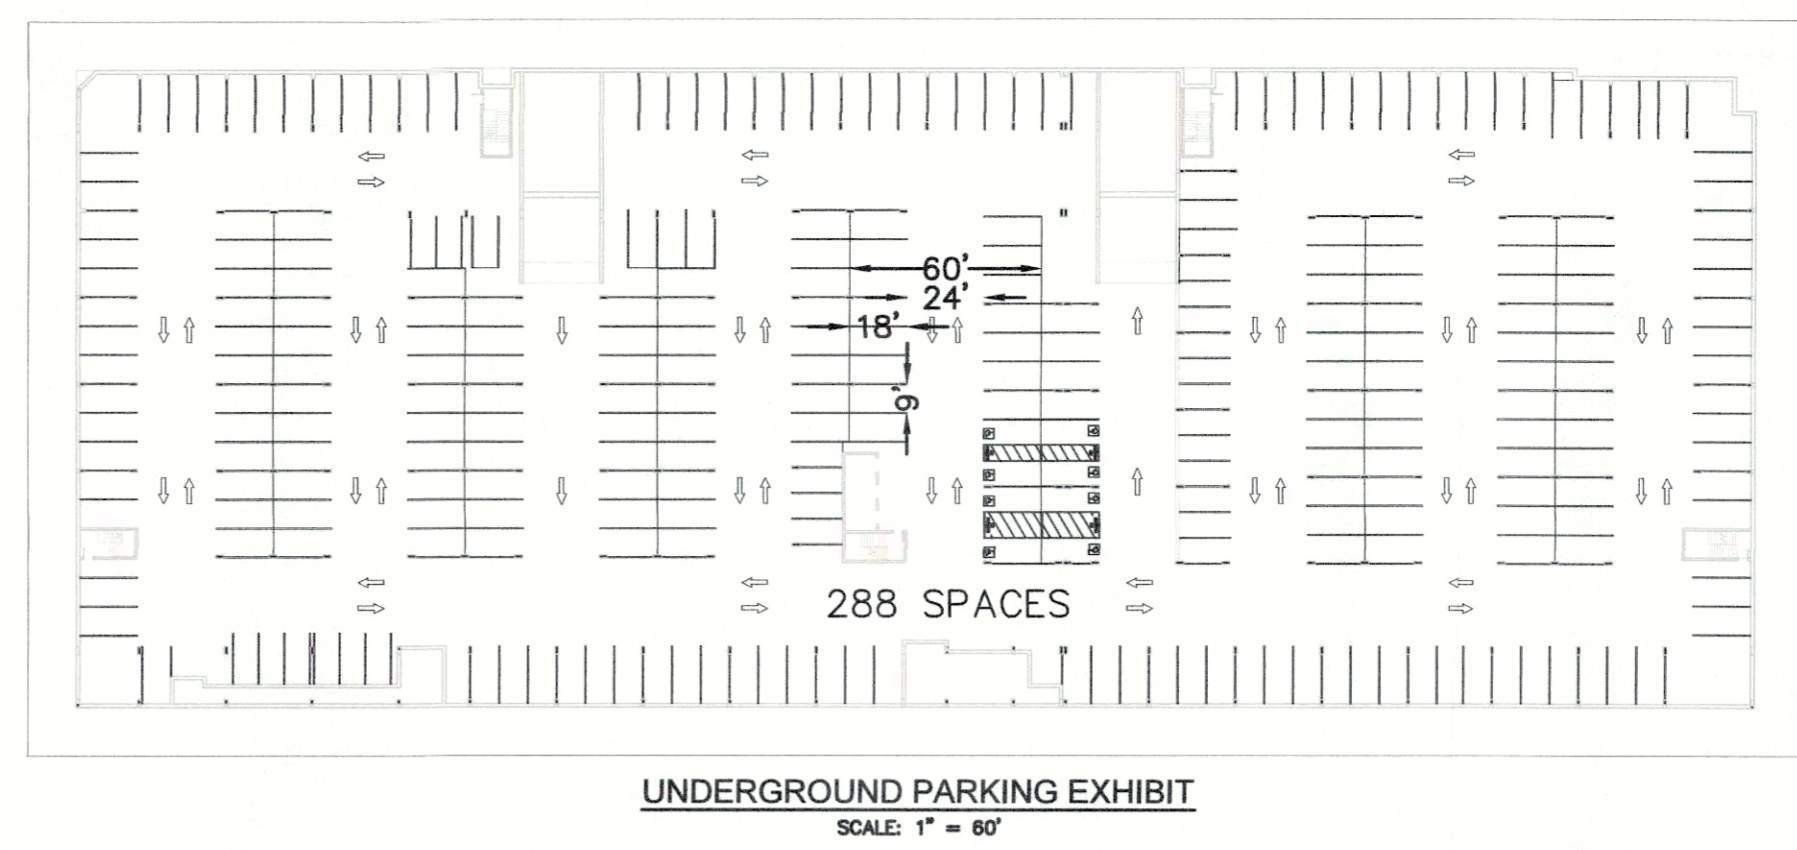 60'
24'
18'
9'
288 SPACES
UNDERGROUND PARKING EXHIBIT
SCALE: 1" = 60'